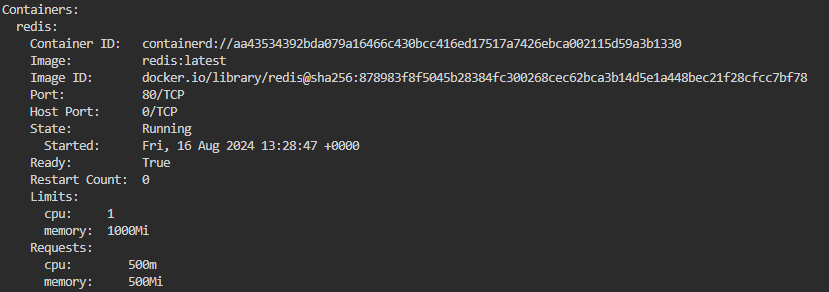 Containers:
  redis:
    Container ID:   containerd://aa43534392bda079a16466c430bcc416ed17517a7426ebca002115d59a3b1330
    Image:          redis:latest
    Image ID:       docker.io/library/redis@sha256:878983f8f5045b28384fc300268cec62bca3b14d5e1a448bec21f28cfcc7bf78
    Port:           80/TCP
    Host Port:      0/TCP
    State:          Running
      Started:      Fri, 16 Aug 2024 13:28:47 +0000
    Ready:          True
    Restart Count:  0
    Limits:
      cpu:     1
      memory:  1000Mi
    Requests:
      cpu:        500m
      memory:     500Mi